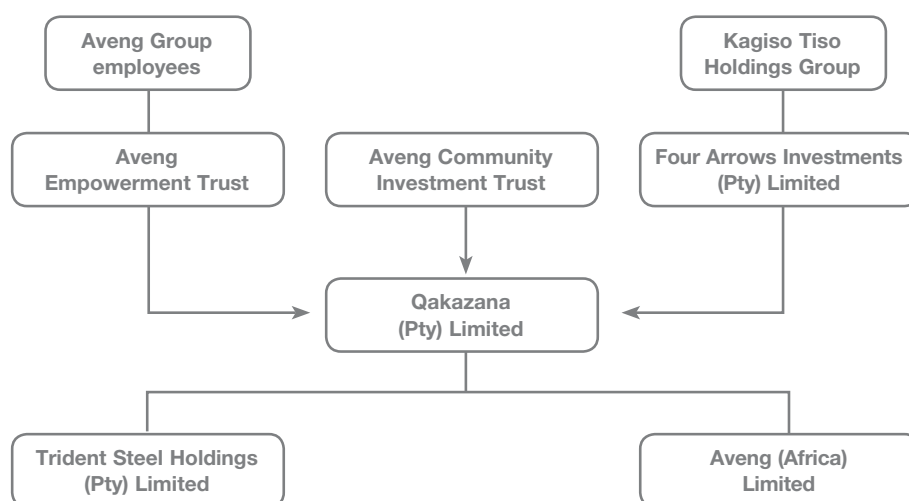 Aveng Group
employees
Kagiso Tiso
Holdings Group
Aveng
Empowerment Trust
Aveng Community
Investment Trust
Four Arrows Investments
(Pty) Limited
Qakazana
(Pty) Limited
Trident Steel Holdings
(Pty) Limited
Aveng (Africa)
Limited